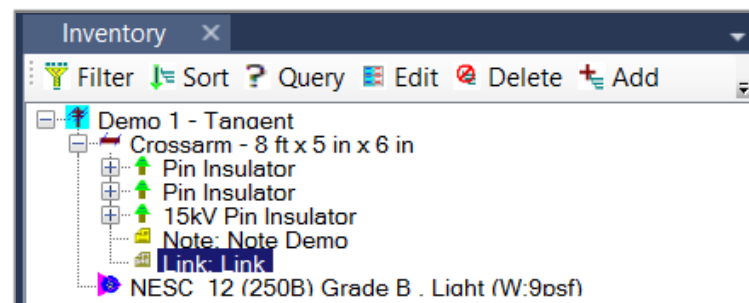 Inventory
Filter Sort Query Edit Delete Add
Demo 1 - Tangent
Crossarm - 8 ft x 5 in x 6 in
Pin Insulator
Pin Insulator
15kV Pin Insulator
Note: Note Demo
Link: Link
NESC 12 (250B) Grade B , Light (W:9psf)